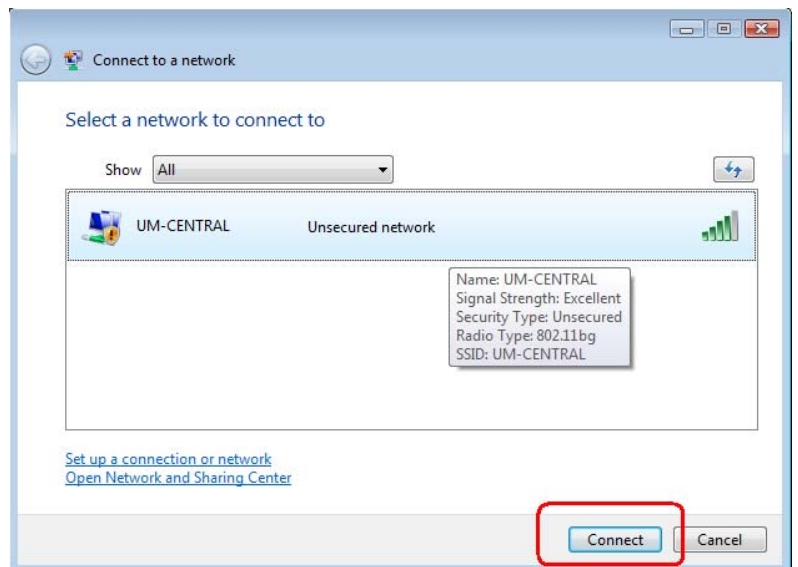 Connect to a network
Select a network to connect to
Show All
UM-CENTRAL Unsecured network
Name: UM-CENTRAL
Signal Strength: Excellent
Security Type: Unsecured
Radio Type: 802.11bg
SSID: UM-CENTRAL
Set up a connection or network
Open Network and Sharing Center
Connect Cancel